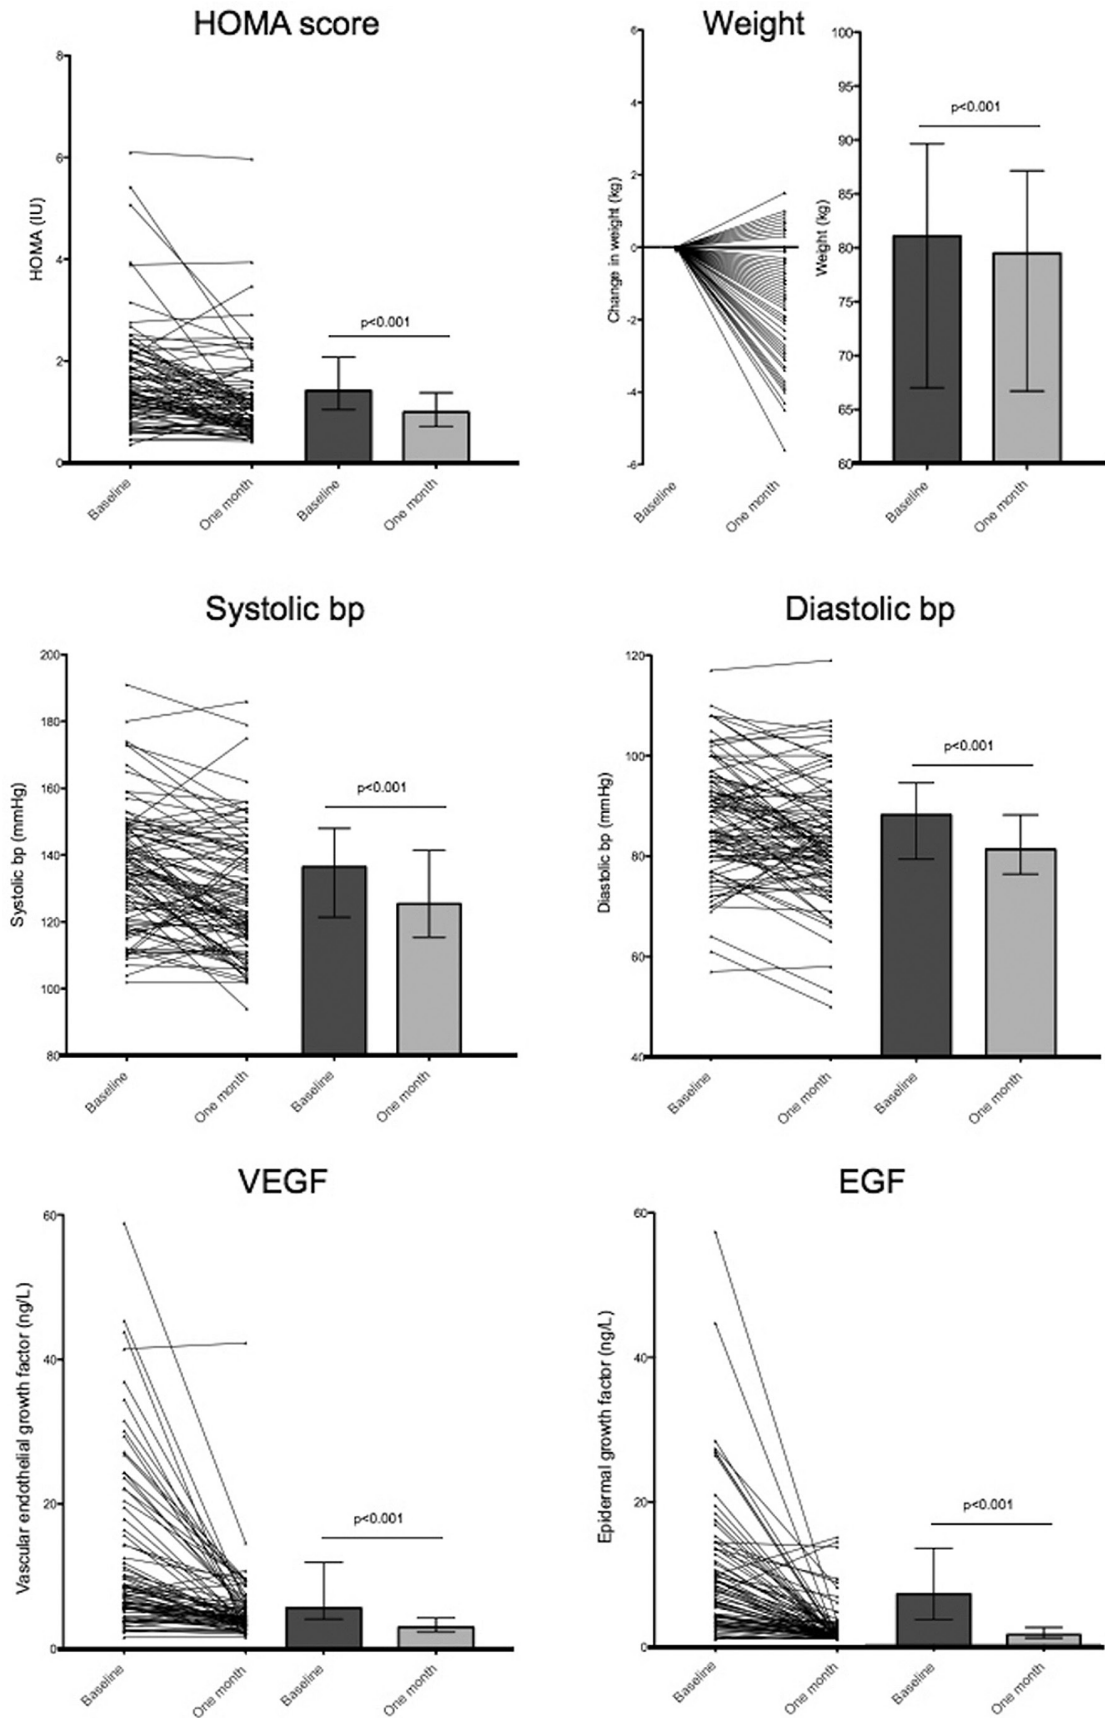 HOMA score
8
6
4
2
0
HOMA (IU)
p<0.001
Baseline
One month
Baseline
One month
Weight
6
4
2
0
-2
-4
-6
Change in weight (kg)
Baseline
One month
100
95
90
85
80
75
70
65
60
Weight (kg)
p<0.001
Baseline
One month
Systolic bp
200
180
160
140
120
100
80
Systolic bp (mmHg)
p<0.001
Baseline
One month
Baseline
One month
Diastolic bp
120
100
80
60
40
Diastolic bp (mmHg)
p<0.001
Baseline
One month
Baseline
One month
VEGF
60
40
20
0
Vascular endothelial growth factor (ng/L)
p<0.001
Baseline
One month
Baseline
One month
EGF
60
40
20
0
Epidermal growth factor (ng/L)
p<0.001
Baseline
One month
Baseline
One month